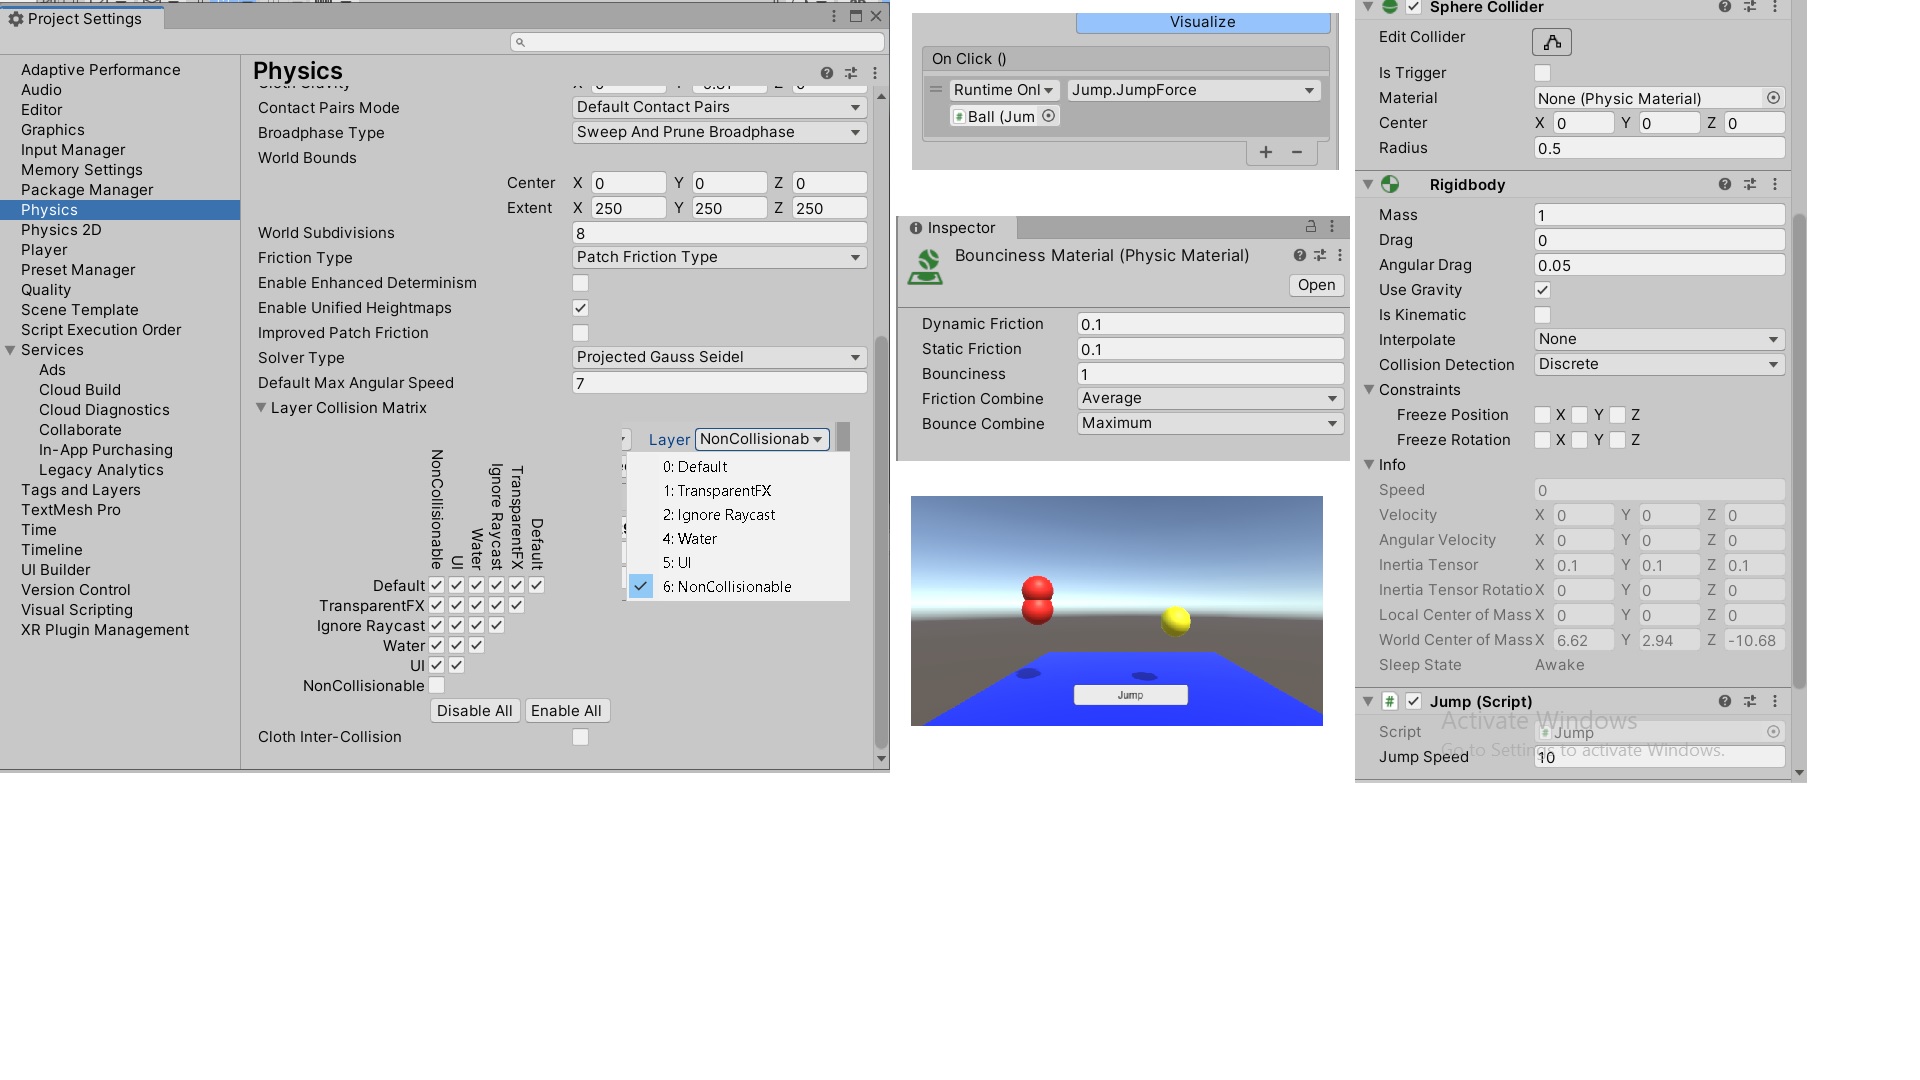 Project Settings
Adaptive Performance
Audio
Editor
Graphics
Input Manager
Memory Settings
Package Manager
Physics
Physics 2D
Player
Preset Manager
Quality
Scene Template
Script Execution Order
Services
Ads
Cloud Build
Cloud Diagnostics
Collaborate
In-App Purchasing
Legacy Analytics
Tags and Layers
TextMesh Pro
Time
Timeline
UI Builder
Version Control
Visual Scripting
XR Plugin Management
Physics
Contact Pairs Mode Default Contact Pairs
Broadphase Type Sweep And Prune Broadphase
World Bounds
Center X 0 Y 0 Z 0
Extent X 250 Y 250 Z 250
World Subdivisions 8
Friction Type Patch Friction Type
Enable Enhanced Determinism
Enable Unified Heightmaps
Improved Patch Friction
Solver Type Projected Gauss Seidel
Default Max Angular Speed 7
Layer Collision Matrix
NonCollisionable
UI
Water
Ignore Raycast
TransparentFX
Default
Default
TransparentFX
Ignore Raycast
Water
UI
NonCollisionable
Disable All Enable All
Cloth Inter-Collision
Layer NonCollisionab
0: Default
1: TransparentFX
2: Ignore Raycast
4: Water
5: UI
6: NonCollisionable
Visualize
On Click ()
Runtime Onl Jump.JumpForce
# Ball (Jum
+ −
Inspector
Bounciness Material (Physic Material)
Open
Dynamic Friction 0.1
Static Friction 0.1
Bounciness 1
Friction Combine Average
Bounce Combine Maximum
Jump
Sphere Collider
Edit Collider
Is Trigger
Material None (Physic Material)
Center X 0 Y 0 Z 0
Radius 0.5
Rigidbody
Mass 1
Drag 0
Angular Drag 0.05
Use Gravity
Is Kinematic
Interpolate None
Collision Detection Discrete
Constraints
Freeze Position X Y Z
Freeze Rotation X Y Z
Info
Speed 0
Velocity X 0 Y 0 Z 0
Angular Velocity X 0 Y 0 Z 0
Inertia Tensor X 0.1 Y 0.1 Z 0.1
Inertia Tensor Rotatio X 0 Y 0 Z 0
Local Center of Mass X 0 Y 0 Z 0
World Center of Mass X 6.62 Y 2.94 Z -10.68
Sleep State Awake
# Jump (Script)
Activate Windows
Script # Jump
Go to Settings to activate Windows.
Jump Speed 10